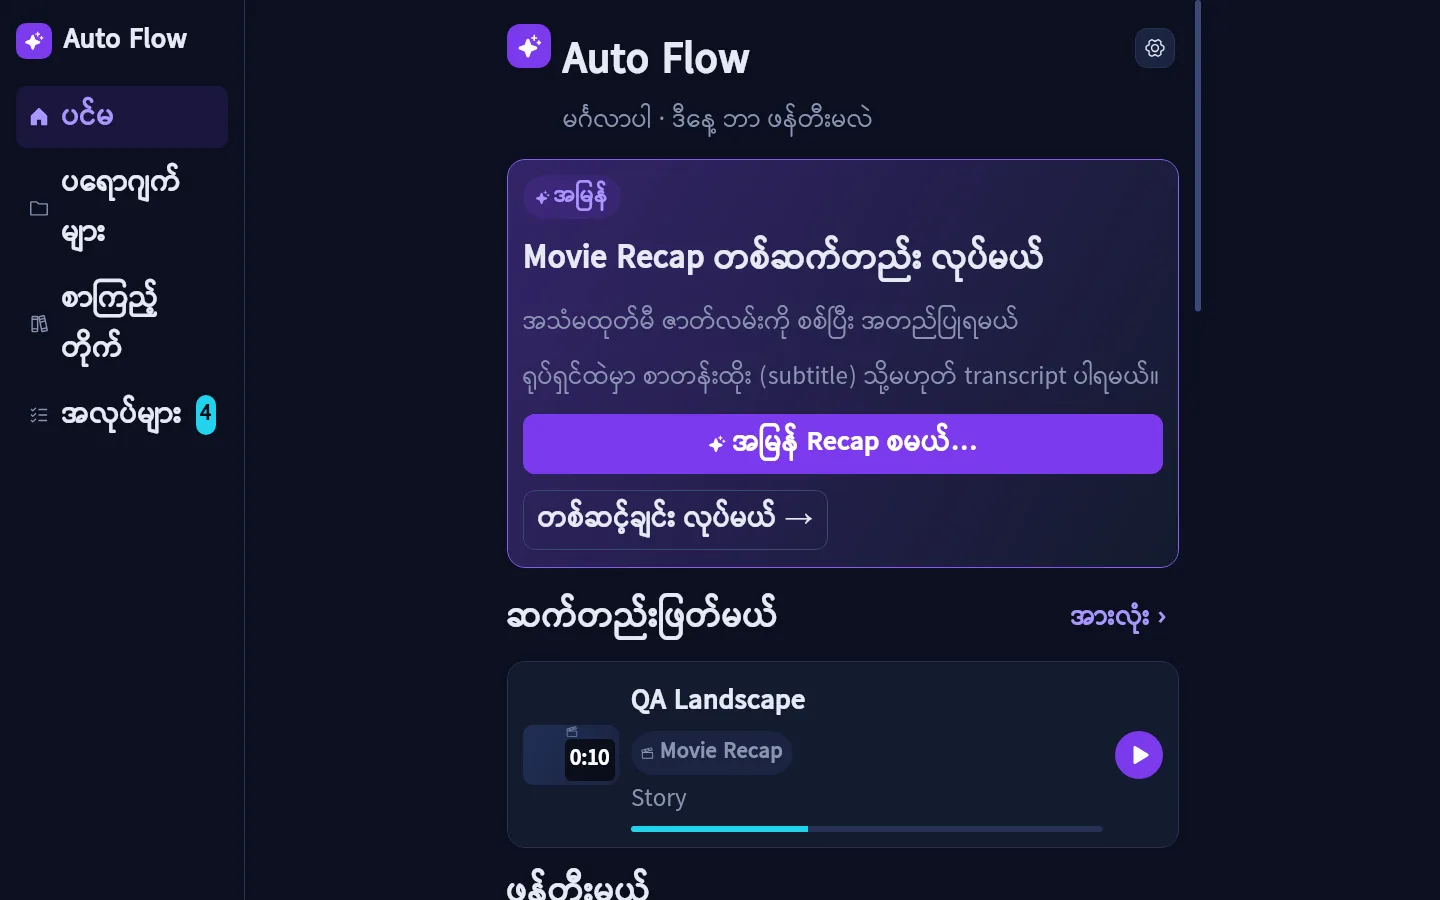 Auto Flow
ပင်မ
ပရောဂျက်
များ
စာကြည့်
တိုက်
အလုပ်များ 4
Auto Flow
မင်္ဂလာပါ · ဒီနေ့ ဘာ ဖန်တီးမလဲ
အမြန်
Movie Recap တစ်ဆက်တည်း လုပ်မယ်
အသံမထုတ်မီ ဇာတ်လမ်းကို စစ်ပြီး အတည်ပြုရမယ်
ရုပ်ရှင်ထဲမှာ စာတန်းထိုး (subtitle) သို့မဟုတ် transcript ပါရမယ်။
အမြန် Recap စမယ်…
တစ်ဆင့်ချင်း လုပ်မယ် →
ဆက်တည်းဖြတ်မယ်
အားလုံး ›
QA Landscape
0:10
Movie Recap
Story
ဖန်တီးမယ်